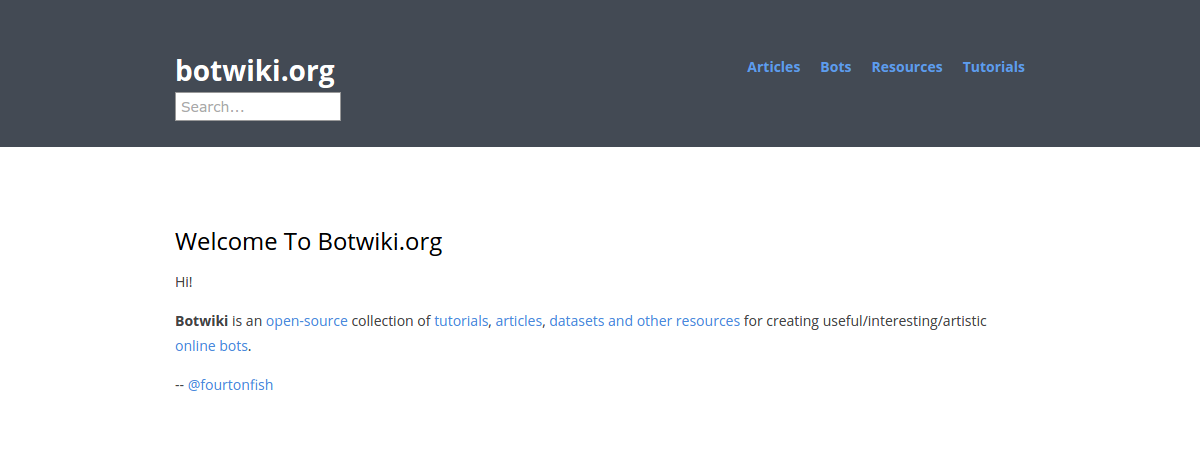 botwiki.org
Articles Bots Resources Tutorials
Search...
Welcome To Botwiki.org
Hi!
Botwiki is an open-source collection of tutorials, articles, datasets and other resources for creating useful/interesting/artistic
online bots.
-- @fourtonfish